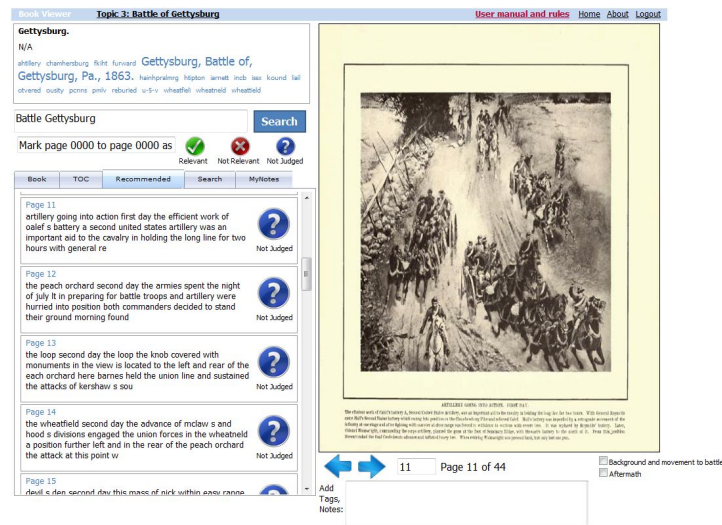 Book Viewer Topic 3: Battle of Gettysburg User manual and rules Home About Logout
Gettysburg.
N/A
ahtillery chamhersburg fkiht furward Gettysburg, Battle of,
Gettysburg, Pa., 1863. hainhpralmrg htipton iarnett incb isex kound liail
otvered ousity pcnns pmlv reburied u-S-v wheatfiell wheatneld wheattield
Battle Gettysburg Search
Mark page 0000 to page 0000 as
Relevant Not Relevant Not Judged
Book TOC Recommended Search MyNotes
Page 11
artillery going into action first day the efficient work of
oalef s battery a second united states artillery was an
important aid to the cavalry in holding the long line for two
hours with general re
Not Judged
Page 12
the peach orchard second day the armies spent the night
of july lt in preparing for battle troops and artillery were
hurried into position both commanders decided to stand
their ground morning found
Not Judged
Page 13
the loop second day the loop the knob covered with
monuments in the view is located to the left and rear of the
each orchard here barnes held the union line and sustained
the attacks of kershaw s sou
Not Judged
Page 14
the wheatfield second day the advance of mclaw s and
hood s divisions engaged the union forces in the wheatneld
a position further left and in the rear of the peach orchard
the attack at this point w
Not Judged
Page 15
devil s den second day this mass of nick within easy range
ARTILLERY GOING INTO ACTION. FIRST DAY.
11 Page 11 of 44
Background and movement to battle
Aftermath
Add
Tags,
Notes: